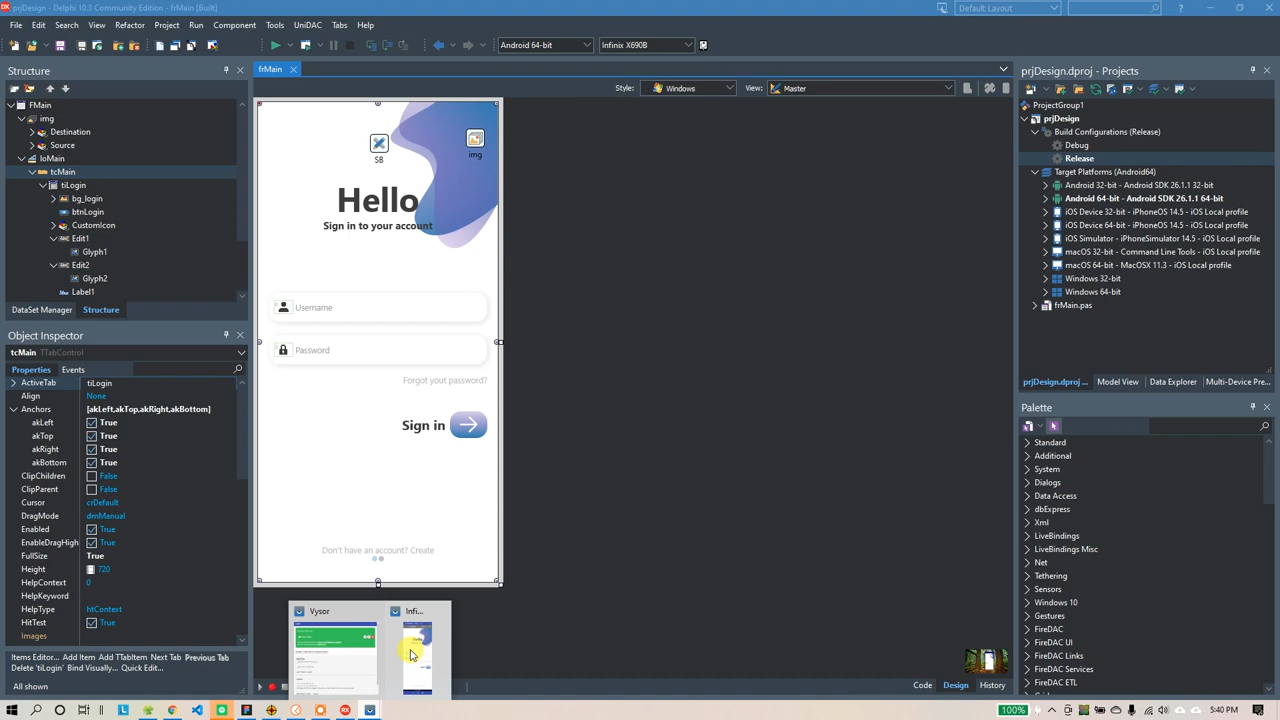 prjDesign - Delphi 10.3 Community Edition - frMain [Built]
Default Layout
File Edit Search View Refactor Project Run Component Tools Tabs Help
UniDAC
Android 64-bit
Infinix X690B
Structure
FMain
img
Destination
Source
loMain
tcMain
tiLogin
bg_login
btnLogin
Edit1
Glyph1
Edit2
Glyph2
Label1
DataSet Manager
Structure
Object Inspector
tcMain TTabControl
Properties Events
ActiveTab tiLogin
Align None
Anchors [akLeft,akTop,akRight,akBottom]
akLeft True
akTop True
akRight True
akBottom True
ClipChildren False
ClipParent False
Cursor crDefault
DragMode dmManual
Enabled True
EnableDragHigh True
FullSize True
Height 720
HelpContext 0
HelpKeyword
HelpType htContext
HitTest True
Images
Items Editor... Add Item Add TTabItem Next Tab Previous Tab
Delete 'tiLogin' Bind Visually... Quick Edit...
All shown
frMain
Style: Windows
View: Master
SB
img
Hello
Sign in to your account
Username
Password
Forgot yout password?
Sign in
Don't have an account? Create
Vysor
Infi...
Code Design History
prjDesign.dproj - Projects
ProjectGroup1
prjDesign
Build Configurations (Release)
Debug
Release
Target Platforms (Android64)
Android 32-bit - Android SDK 26.1.1 32-bit
Android 64-bit - Android SDK 26.1.1 64-bit
iOS Device 32-bit - iPhoneOS 14.5 - iOS Local profile
iOS Device 64-bit - iPhoneOS 14.5 - iOS Local profile
iOS Simulator - iPhoneSimulator 14.5 - iOS Local profile
macOS 32-bit - Command Line Tools - iOS Local profile
macOS 64-bit - MacOSX 11.3 - iOS Local profile
Windows 32-bit
Windows 64-bit
frMain.pas
prjDesign.dproj ...
Model View
Data Explorer
Multi-Device Pre...
Palette
Standard
Additional
System
Dialogs
Data Access
dbExpress
Xml
LiveBindings
LiveBindings Misc
Net
Tethering
Sensors
Windows 10
Gestures
FireDAC
FireDAC UI
FireDAC Links
FireDAC Services
FireDAC ETL
100%
5:40 PM